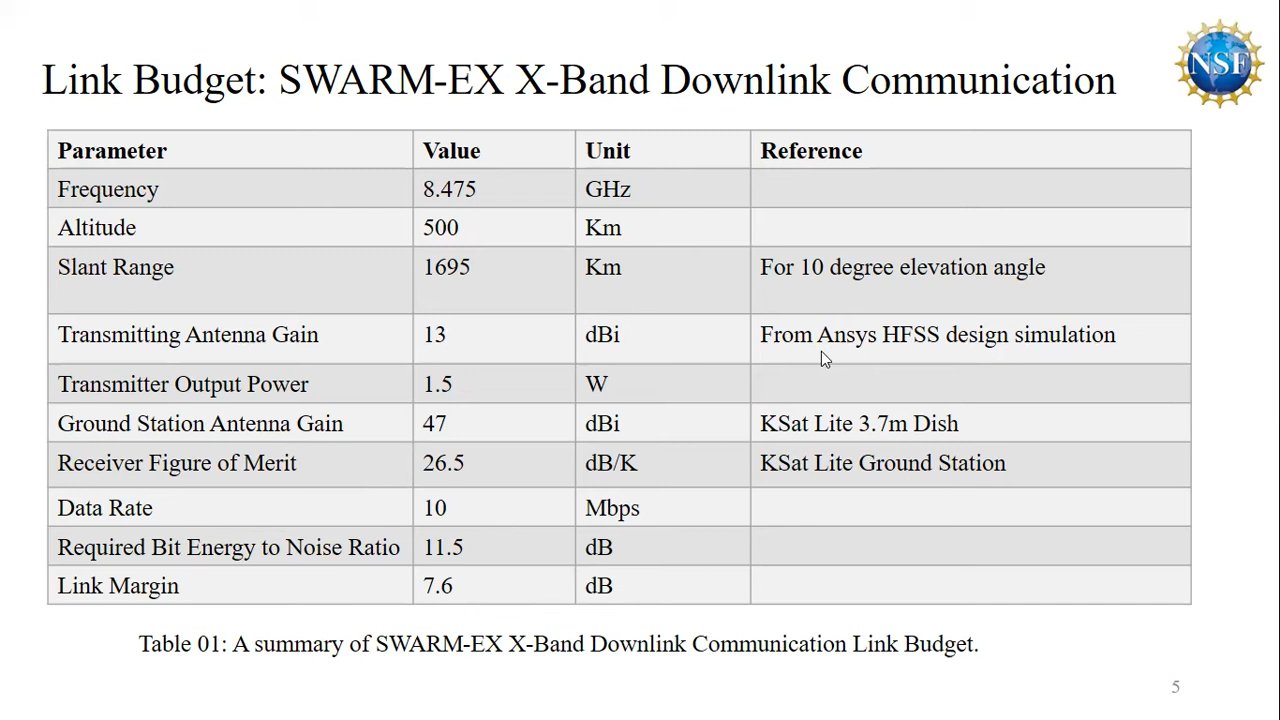 NSF
Link Budget: SWARM-EX X-Band Downlink Communication
Parameter Value Unit Reference
Frequency 8.475 GHz
Altitude 500 Km
Slant Range 1695 Km For 10 degree elevation angle
Transmitting Antenna Gain 13 dBi From Ansys HFSS design simulation
Transmitter Output Power 1.5 W
Ground Station Antenna Gain 47 dBi KSat Lite 3.7m Dish
Receiver Figure of Merit 26.5 dB/K KSat Lite Ground Station
Data Rate 10 Mbps
Required Bit Energy to Noise Ratio 11.5 dB
Link Margin 7.6 dB
Table 01: A summary of SWARM-EX X-Band Downlink Communication Link Budget.
5